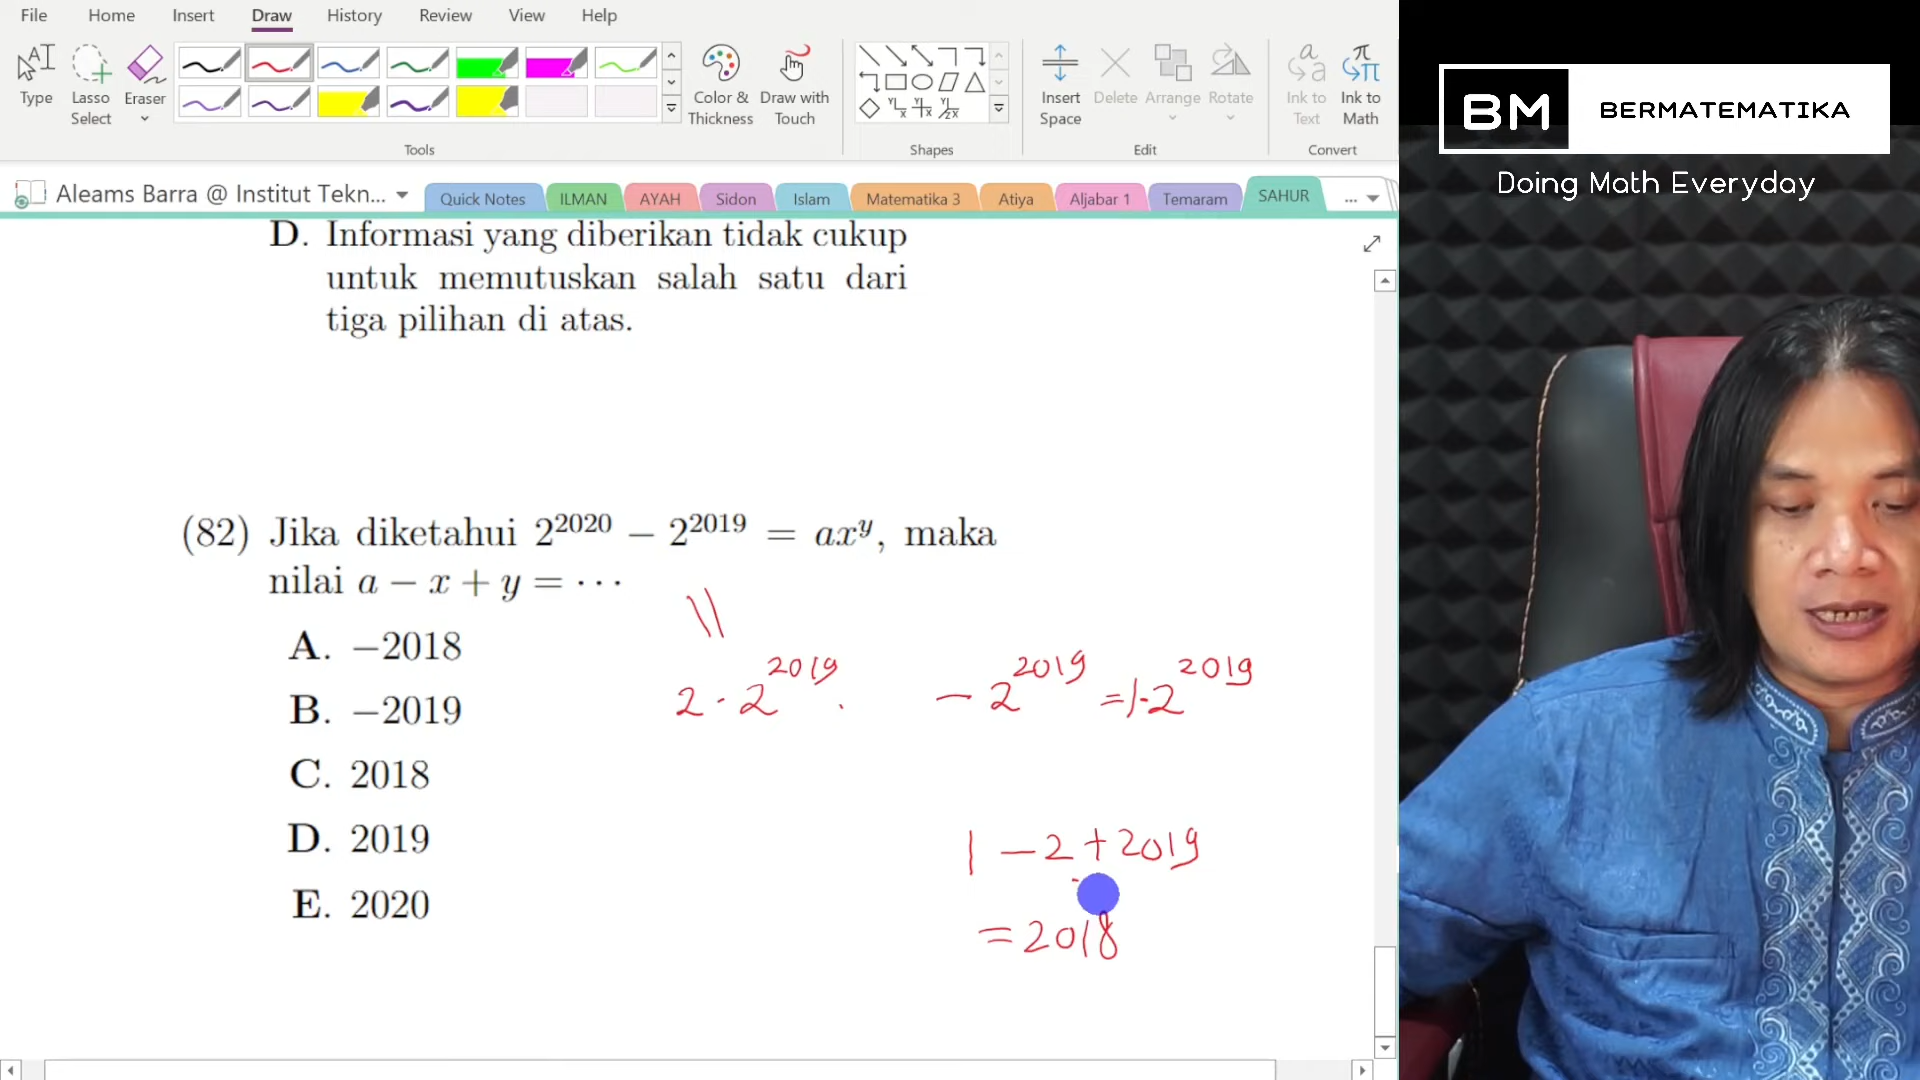 File Home Insert Draw History Review View Help
Type
Lasso Select
Eraser
Color & Thickness
Draw with Touch
Insert Space
Delete
Arrange
Rotate
Ink to Text
Ink to Math
Tools Shapes Edit Convert
BM BERMATEMATIKA
Doing Math Everyday
Aleams Barra @ Institut Tekn... Quick Notes ILMAN AYAH Sidon Islam Matematika 3 Atiya Aljabar 1 Temaram SAHUR ...
D. Informasi yang diberikan tidak cukup
untuk memutuskan salah satu dari
tiga pilihan di atas.
(82) Jika diketahui 2^2020 − 2^2019 = ax^y, maka
nilai a − x + y = ···
A. −2018
B. −2019
C. 2018
D. 2019
E. 2020
2 · 2^2019 . − 2^2019 = 1·2^2019
1 − 2 + 2019
= 2018